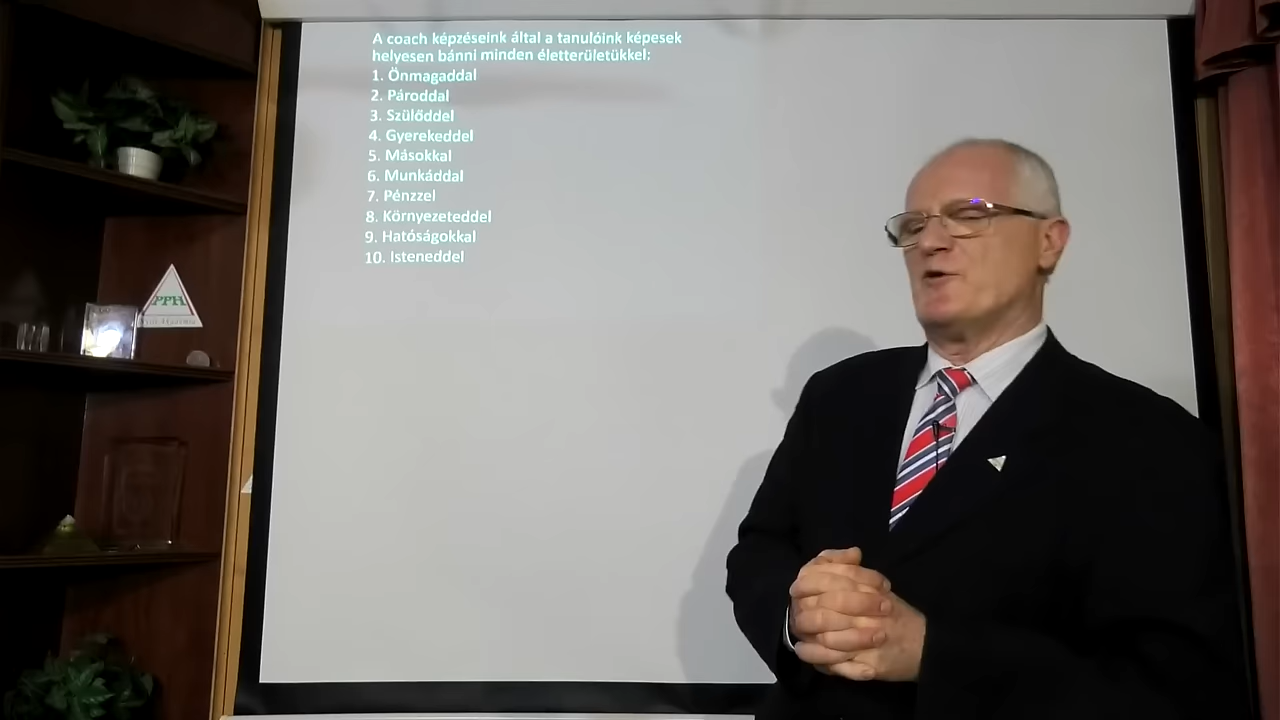 A coach képzéseink által a tanulóink képesek
helyesen bánni minden életterületükkel:
1. Önmagaddal
2. Pároddal
3. Szülőddel
4. Gyerekeddel
5. Másokkal
6. Munkáddal
7. Pénzzel
8. Környezeteddel
9. Hatóságokkal
10. Isteneddel
PPH